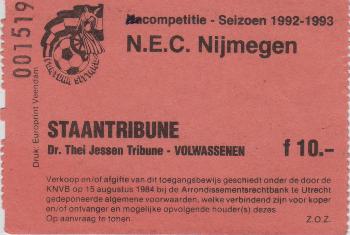 001519
Nacompetitie - Seizoen 1992-1993
N.E.C. Nijmegen
Druk: Europrint Veendam
STAANTRIBUNE
Dr. Thei Jessen Tribune - VOLWASSENEN
f 10.-
Verkoop en/of afgifte van dit toegangsbewijs geschiedt onder de door de
KNVB op 15 augustus 1984 bij de Arrondissementsrechtbank te Utrecht
gedeponeerde algemene voorwaarden, welke verbindend zijn voor koper
en/of ontvanger en mogelijke opvolgende houder(s) dezes.
Op aanvraag te tonen.
Z.O.Z.